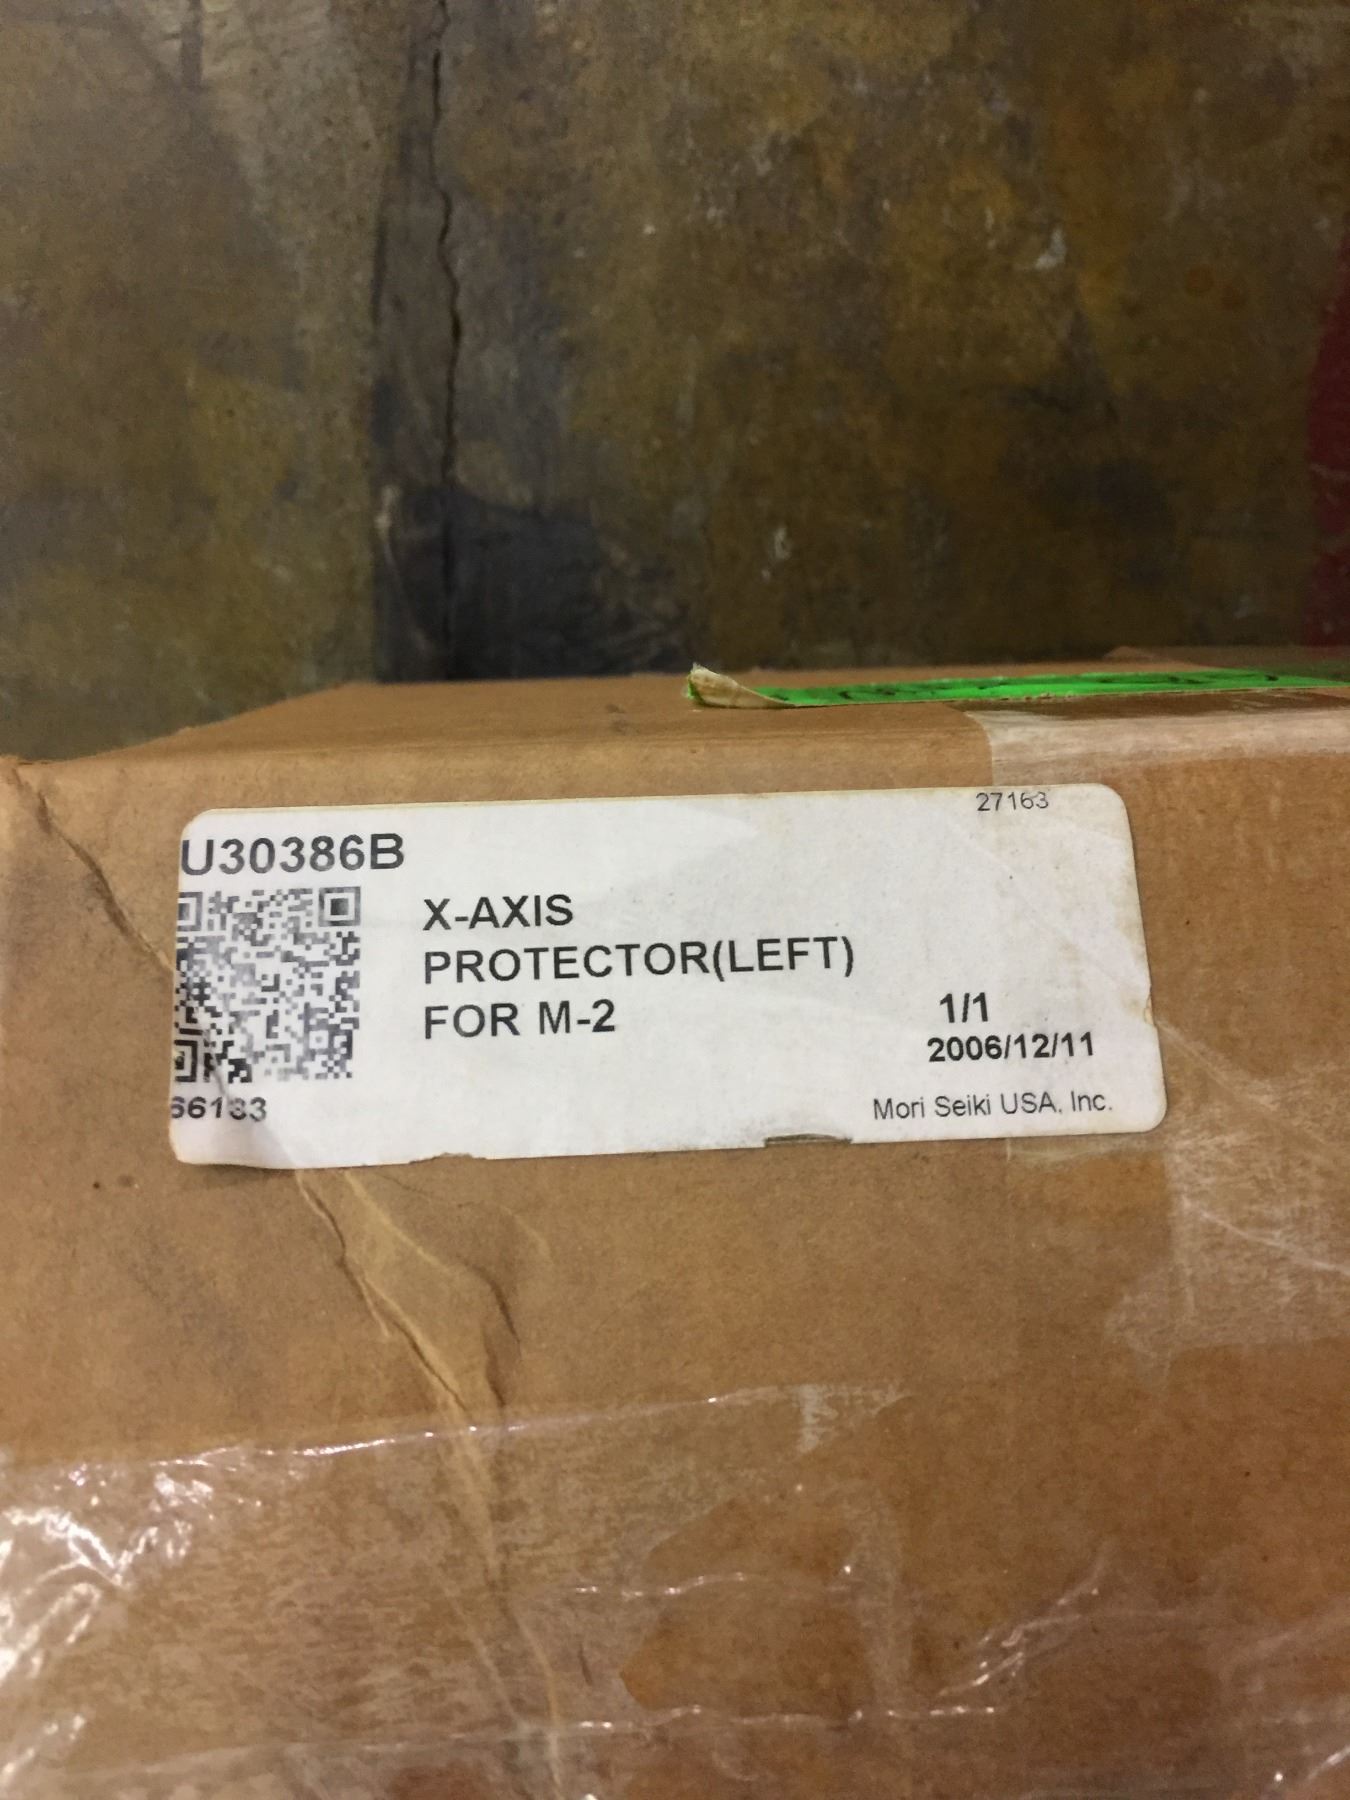 27163
U30386B
X-AXIS
PROTECTOR(LEFT)
FOR M-2
1/1
2006/12/11
66133
Mori Seiki USA, Inc.